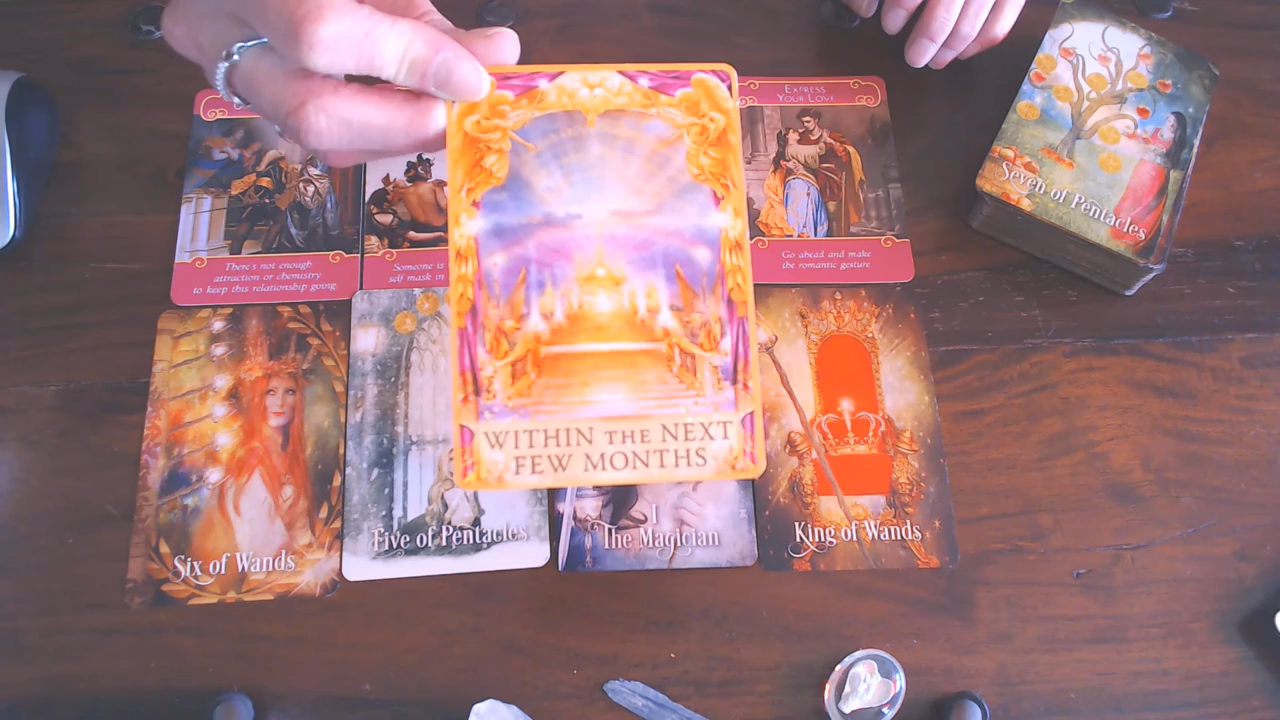 EXPRESS
YOUR LOVE
There's not enough
attraction or chemistry
to keep this relationship going.
Someone is
self mask in
Go ahead and make
the romantic gesture
Seven of Pentacles
WITHIN THE NEXT
FEW MONTHS
Six of Wands
Five of Pentacles
I
The Magician
King of Wands